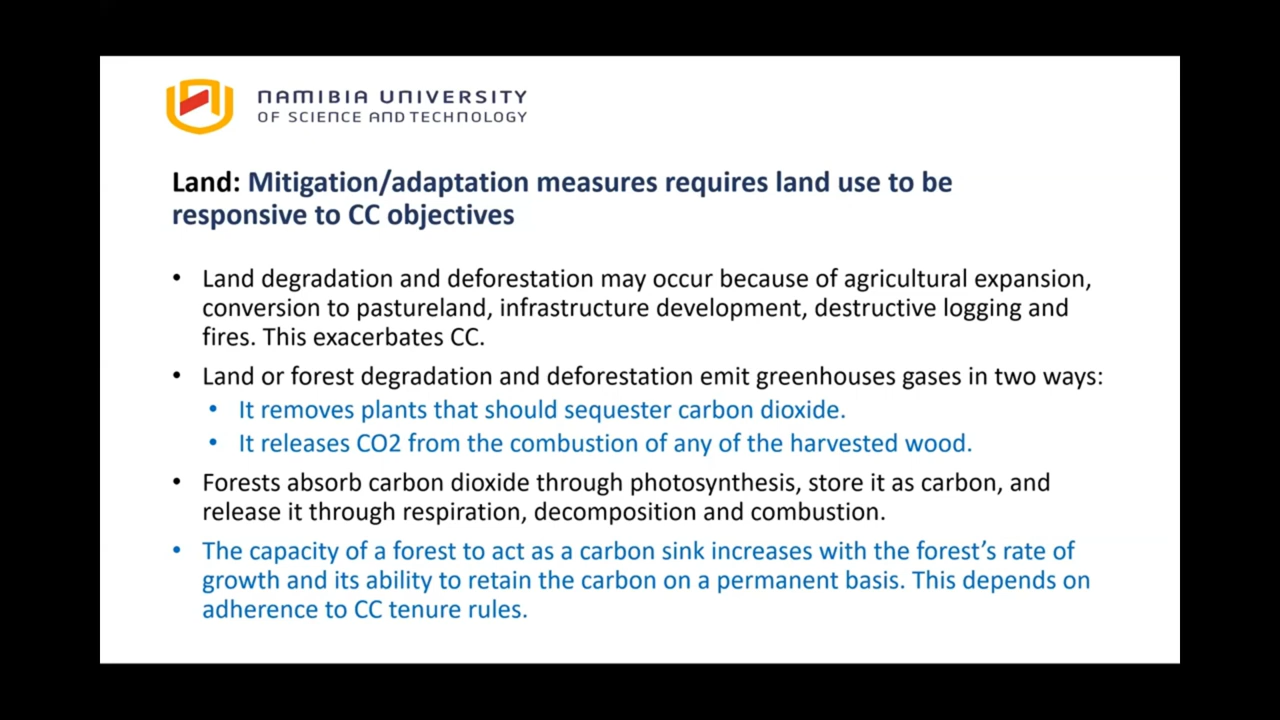 NAMIBIA UNIVERSITY
OF SCIENCE AND TECHNOLOGY
Land: Mitigation/adaptation measures requires land use to be
responsive to CC objectives
• Land degradation and deforestation may occur because of agricultural expansion,
conversion to pastureland, infrastructure development, destructive logging and
fires. This exacerbates CC.
• Land or forest degradation and deforestation emit greenhouses gases in two ways:
• It removes plants that should sequester carbon dioxide.
• It releases CO2 from the combustion of any of the harvested wood.
• Forests absorb carbon dioxide through photosynthesis, store it as carbon, and
release it through respiration, decomposition and combustion.
• The capacity of a forest to act as a carbon sink increases with the forest’s rate of
growth and its ability to retain the carbon on a permanent basis. This depends on
adherence to CC tenure rules.